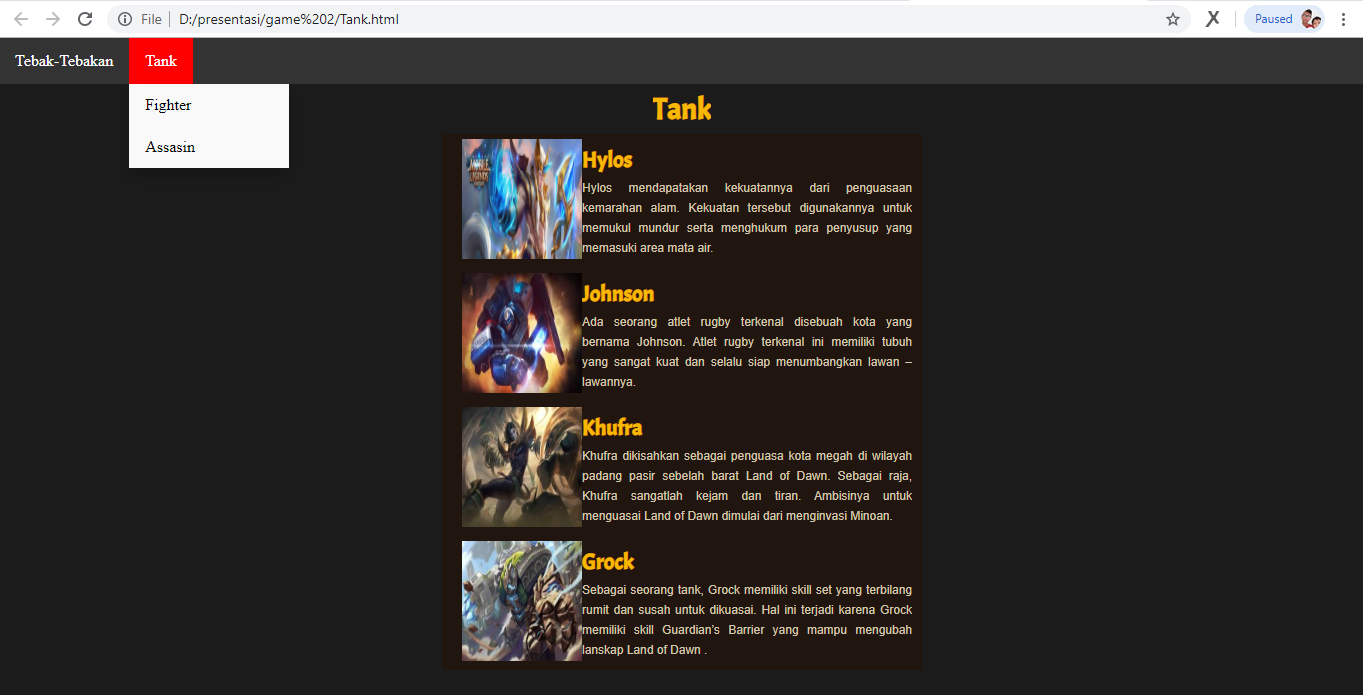 File
D:/presentasi/game%202/Tank.html
Paused
Tebak-Tebakan
Tank
Fighter
Assasin
Tank
MOBILE
LEGENDS
Hylos
Hylos mendapatakan kekuatannya dari penguasaan
kemarahan alam. Kekuatan tersebut digunakannya untuk
memukul mundur serta menghukum para penyusup yang
memasuki area mata air.
Johnson
Ada seorang atlet rugby terkenal disebuah kota yang
bernama Johnson. Atlet rugby terkenal ini memiliki tubuh
yang sangat kuat dan selalu siap menumbangkan lawan –
lawannya.
Khufra
Khufra dikisahkan sebagai penguasa kota megah di wilayah
padang pasir sebelah barat Land of Dawn. Sebagai raja,
Khufra sangatlah kejam dan tiran. Ambisinya untuk
menguasai Land of Dawn dimulai dari menginvasi Minoan.
Grock
Sebagai seorang tank, Grock memiliki skill set yang terbilang
rumit dan susah untuk dikuasai. Hal ini terjadi karena Grock
memiliki skill Guardian's Barrier yang mampu mengubah
lanskap Land of Dawn .